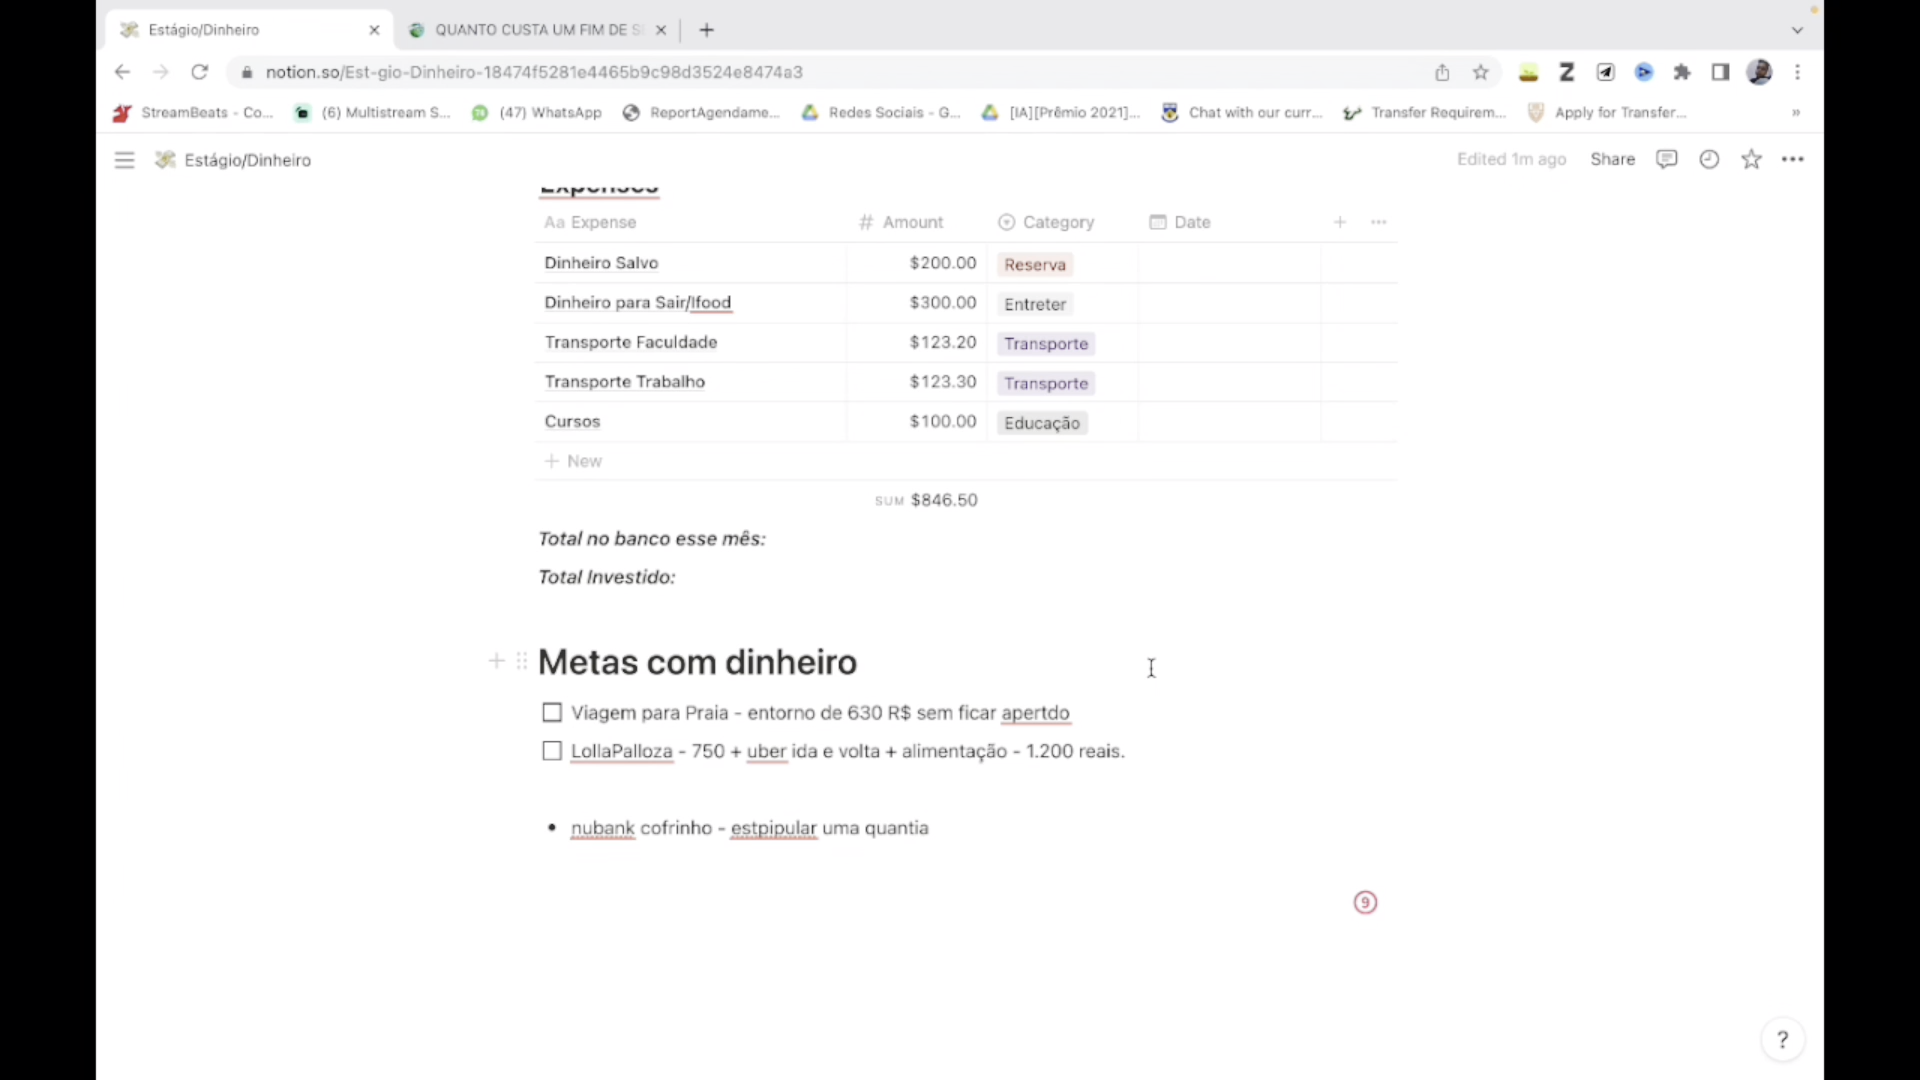 Estágio/Dinheiro
QUANTO CUSTA UM FIM DE S
notion.so/Est-gio-Dinheiro-18474f5281e4465b9c98d3524e8474a3
StreamBeats - Co... (6) Multistream S... (47) WhatsApp ReportAgendame... Redes Sociais - G... [IA][Prêmio 2021]... Chat with our curr... Transfer Requirem... Apply for Transfer... »
Estágio/Dinheiro Edited 1m ago Share
Expenses
Aa Expense # Amount Category Date
Dinheiro Salvo $200.00 Reserva
Dinheiro para Sair/Ifood $300.00 Entreter
Transporte Faculdade $123.20 Transporte
Transporte Trabalho $123.30 Transporte
Cursos $100.00 Educação
+ New
SUM $846.50
Total no banco esse mês:
Total Investido:
Metas com dinheiro
Viagem para Praia - entorno de 630 R$ sem ficar apertdo
LollaPalloza - 750 + uber ida e volta + alimentação - 1.200 reais.
• nubank cofrinho - estpipular uma quantia
9
?